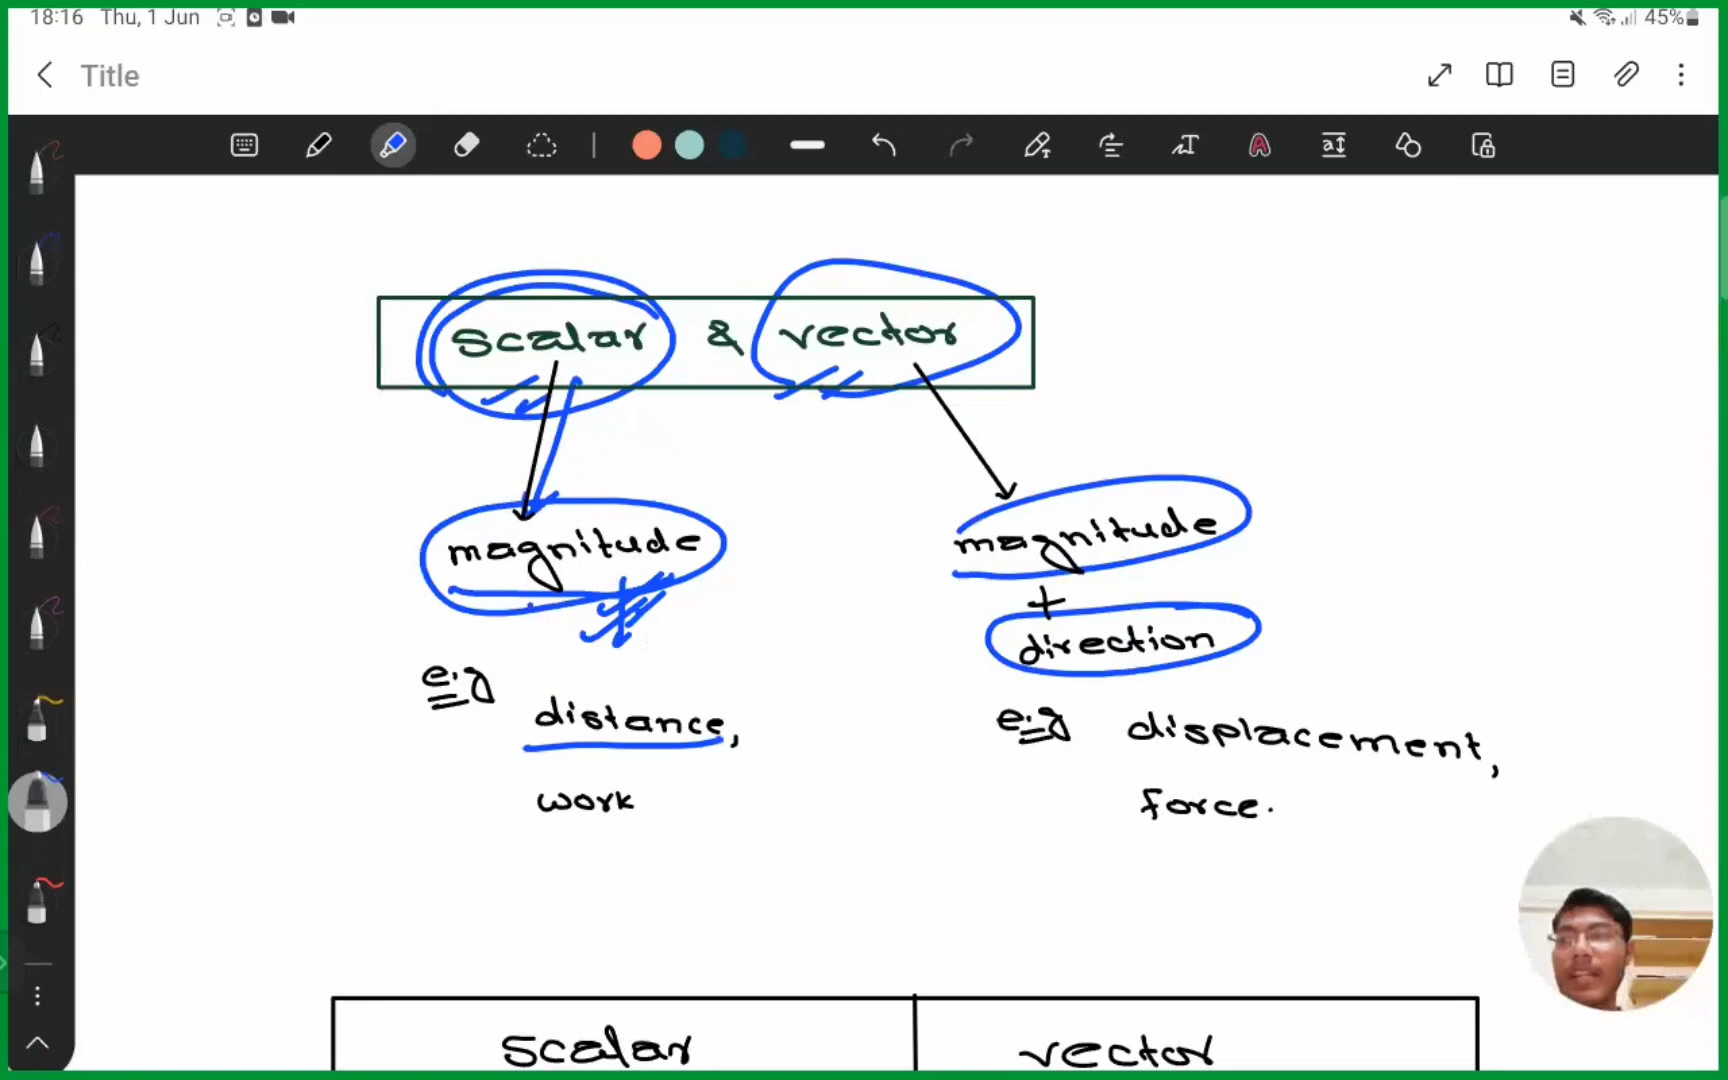 18:16 Thu, 1 Jun 45%
Title
scalar & vector
magnitude
magnitude
+
direction
e.g
distance,
work
e.g displacement,
force.
scalar vector